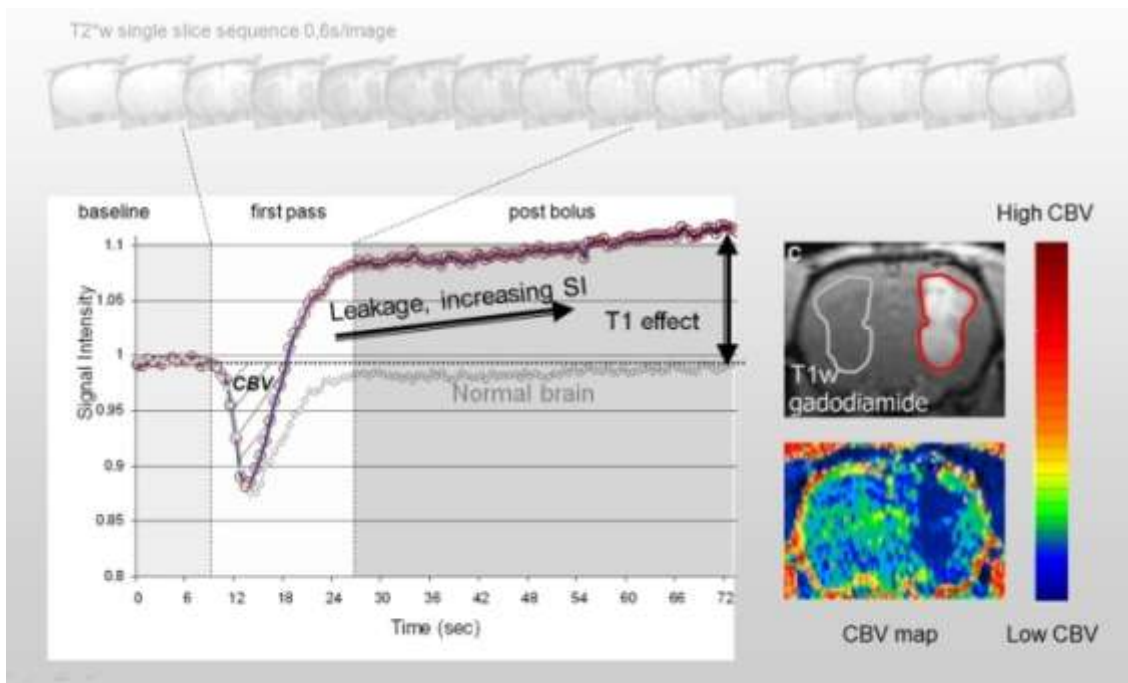 T2*w single slice sequence 0,6s/image
baseline first pass post bolus
High CBV
1.1
1.05
1
0.95
0.9
0.85
0.8
Signal Intensity
Leakage, increasing SI
T1 effect
CBV
Normal brain
0 6 12 18 24 30 36 42 48 54 60 66 72
Time (sec)
C
T1w
gadodiamide
CBV map
Low CBV